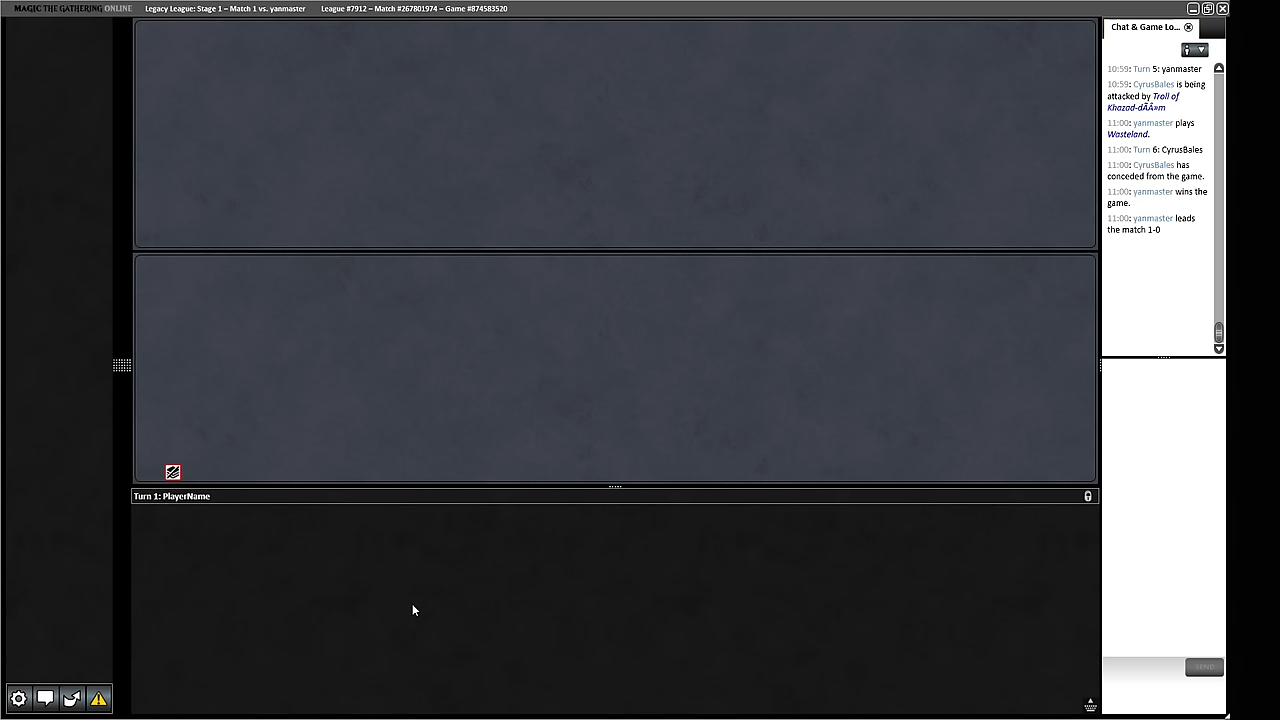 MAGIC THE GATHERING ONLINE
Legacy League: Stage 1 – Match 1 vs. yanmaster
League #7912 – Match #267801974 – Game #874583520
Chat & Game Lo...
10:59: Turn 5: yanmaster
10:59: CyrusBales is being
attacked by Troll of
Khazad-dÃÂ»m
11:00: yanmaster plays
Wasteland.
11:00: Turn 6: CyrusBales
11:00: CyrusBales has
conceded from the game.
11:00: yanmaster wins the
game.
11:00: yanmaster leads
the match 1-0
Turn 1: PlayerName
SEND